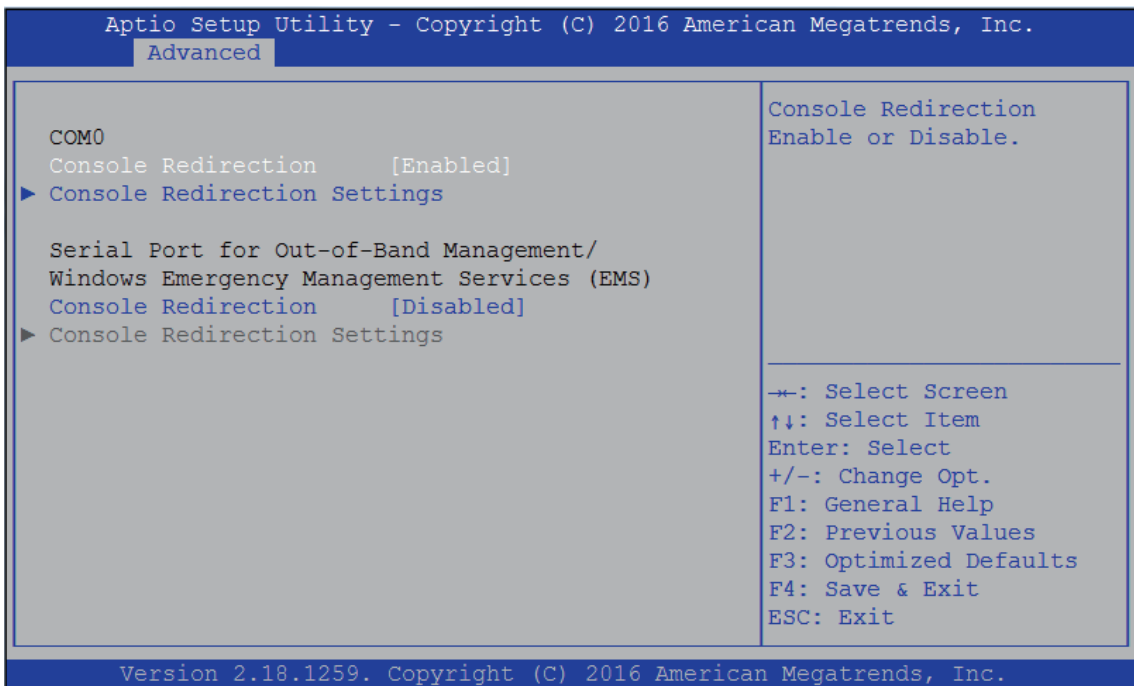 Aptio Setup Utility - Copyright (C) 2016 American Megatrends, Inc.
Advanced
COM0
Console Redirection [Enabled]
► Console Redirection Settings
Serial Port for Out-of-Band Management/
Windows Emergency Management Services (EMS)
Console Redirection [Disabled]
► Console Redirection Settings
Console Redirection
Enable or Disable.
→←: Select Screen
↑↓: Select Item
Enter: Select
+/-: Change Opt.
F1: General Help
F2: Previous Values
F3: Optimized Defaults
F4: Save & Exit
ESC: Exit
Version 2.18.1259. Copyright (C) 2016 American Megatrends, Inc.